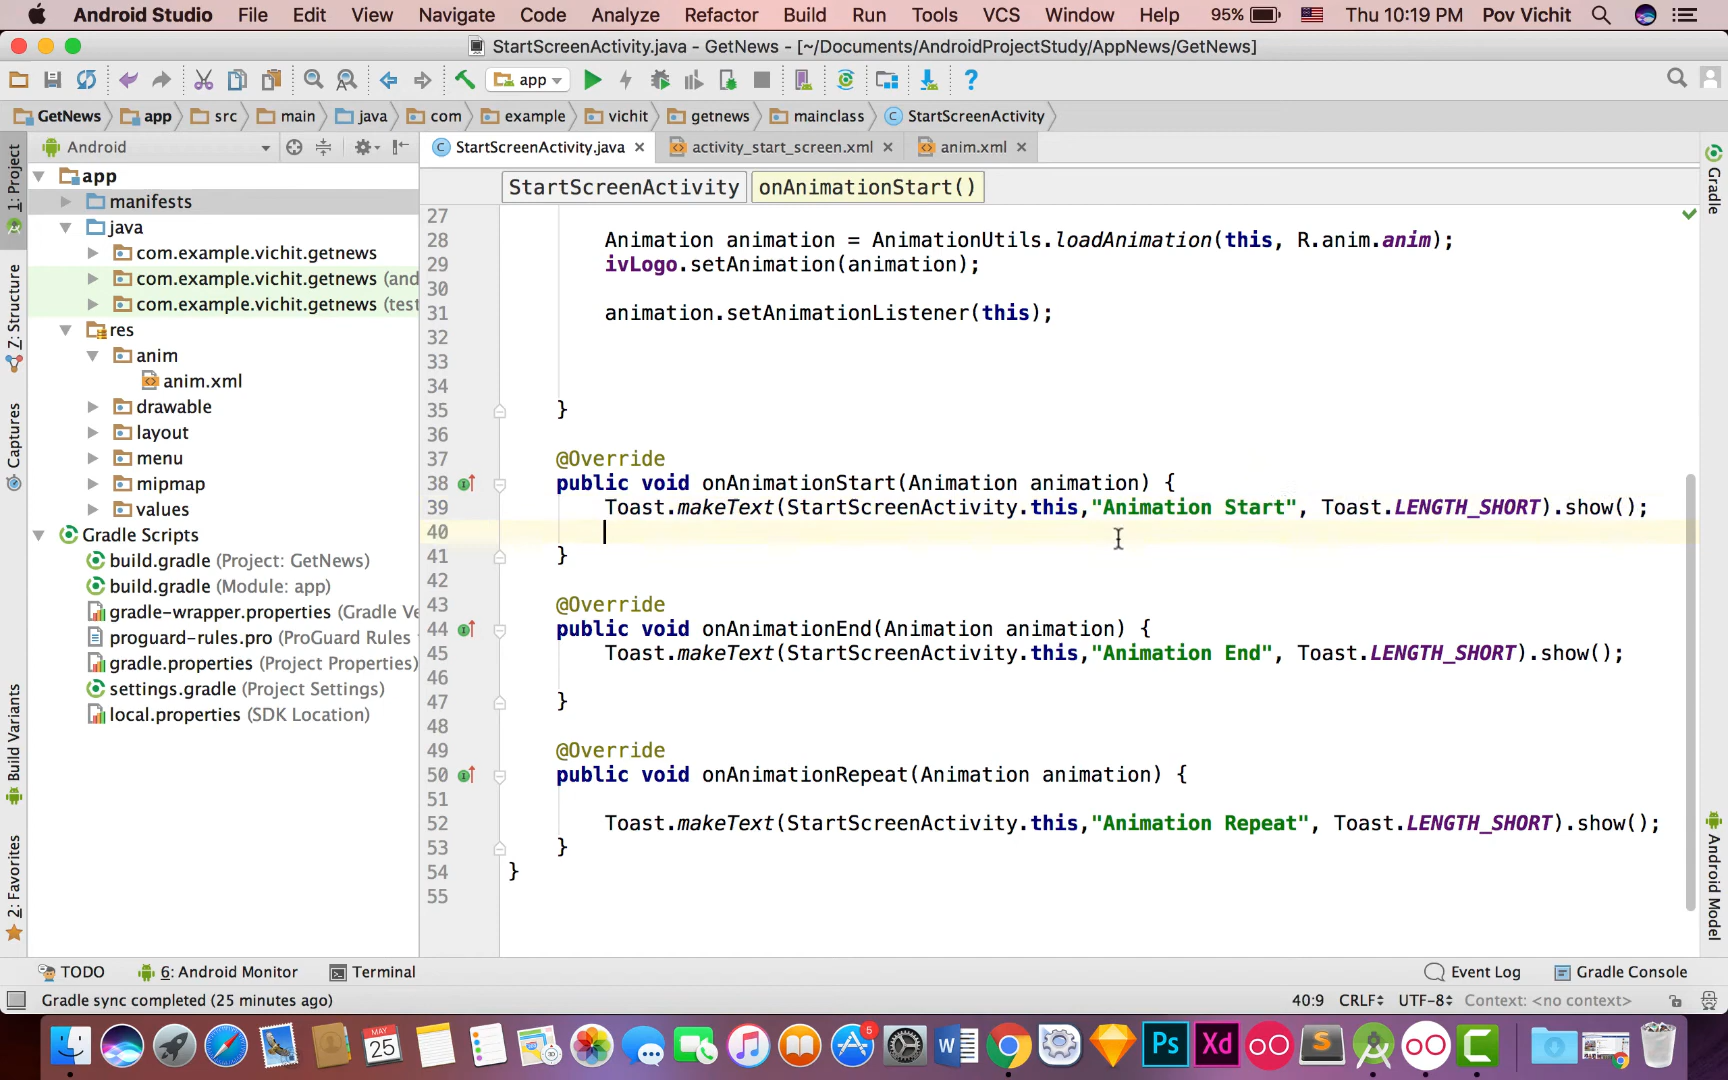 Android Studio File Edit View Navigate Code Analyze Refactor Build Run Tools VCS Window Help 95% Thu 10:19 PM Pov Vichit
StartScreenActivity.java - GetNews - [~/Documents/AndroidProjectStudy/AppNews/GetNews]
app
GetNews app src main java com example vichit getnews mainclass StartScreenActivity
Android
StartScreenActivity.java activity_start_screen.xml anim.xml
StartScreenActivity onAnimationStart()
1: Project
Z: Structure
Captures
Build Variants
2: Favorites
app
manifests
java
com.example.vichit.getnews
com.example.vichit.getnews (and
com.example.vichit.getnews (test
res
anim
anim.xml
drawable
layout
menu
mipmap
values
Gradle Scripts
build.gradle (Project: GetNews)
build.gradle (Module: app)
gradle-wrapper.properties (Gradle Ve
proguard-rules.pro (ProGuard Rules
gradle.properties (Project Properties)
settings.gradle (Project Settings)
local.properties (SDK Location)
27
28 Animation animation = AnimationUtils.loadAnimation(this, R.anim.anim);
29 ivLogo.setAnimation(animation);
30
31 animation.setAnimationListener(this);
32
33
34
35 }
36
37 @Override
38 public void onAnimationStart(Animation animation) {
39 Toast.makeText(StartScreenActivity.this,"Animation Start", Toast.LENGTH_SHORT).show();
40
41 }
42
43 @Override
44 public void onAnimationEnd(Animation animation) {
45 Toast.makeText(StartScreenActivity.this,"Animation End", Toast.LENGTH_SHORT).show();
46
47 }
48
49 @Override
50 public void onAnimationRepeat(Animation animation) {
51
52 Toast.makeText(StartScreenActivity.this,"Animation Repeat", Toast.LENGTH_SHORT).show();
53 }
54 }
55
Gradle
Android Model
TODO 6: Android Monitor Terminal Event Log Gradle Console
Gradle sync completed (25 minutes ago) 40:9 CRLF UTF-8 Context: <no context>
MAY
25
5
W
Ps
Xd
S
C